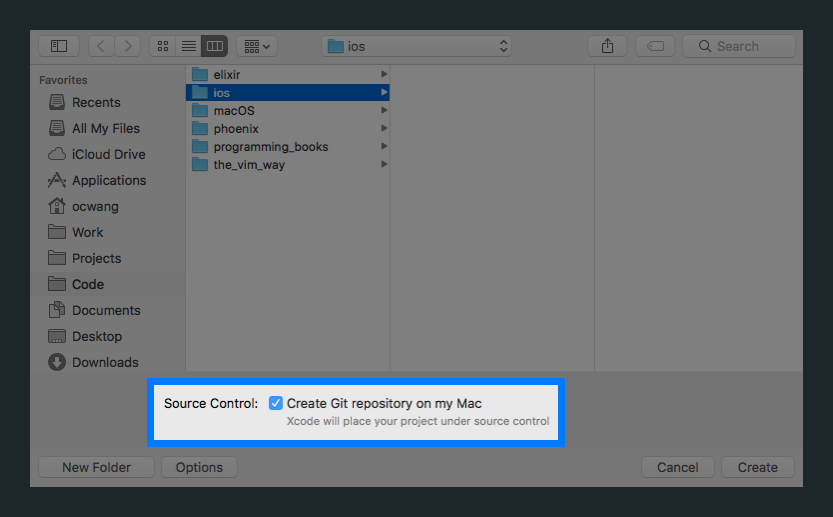 ios
Search
Favorites
Recents
All My Files
iCloud Drive
Applications
ocwang
Work
Projects
Code
Documents
Desktop
Downloads
elixir
ios
macOS
phoenix
programming_books
the_vim_way
Source Control: Create Git repository on my Mac
Xcode will place your project under source control
New Folder Options Cancel Create